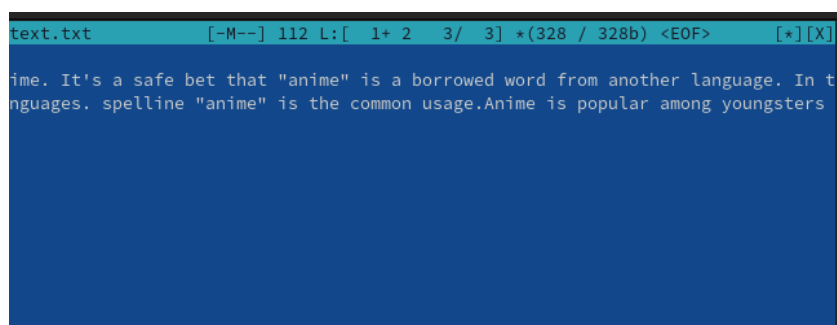 text.txt [-M--] 112 L:[ 1+ 2 3/ 3] *(328 / 328b) <EOF> [*][X]
ime. It's a safe bet that "anime" is a borrowed word from another language. In t
nguages. spelline "anime" is the common usage.Anime is popular among youngsters